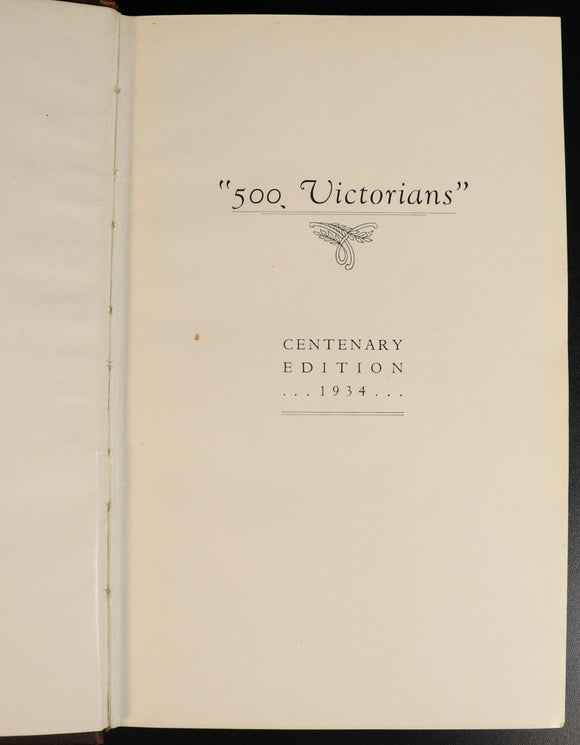 "500 Victorians"
CENTENARY
EDITION
...1934...